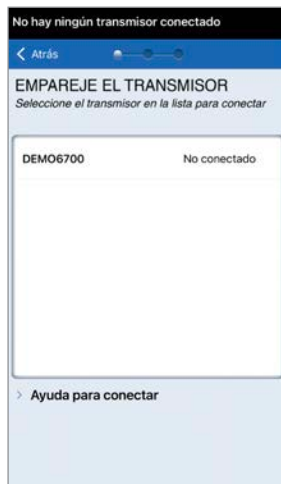 No hay ningún transmisor conectado
Atrás
EMPAREJE EL TRANSMISOR
Seleccione el transmisor en la lista para conectar
DEMO6700 No conectado
Ayuda para conectar